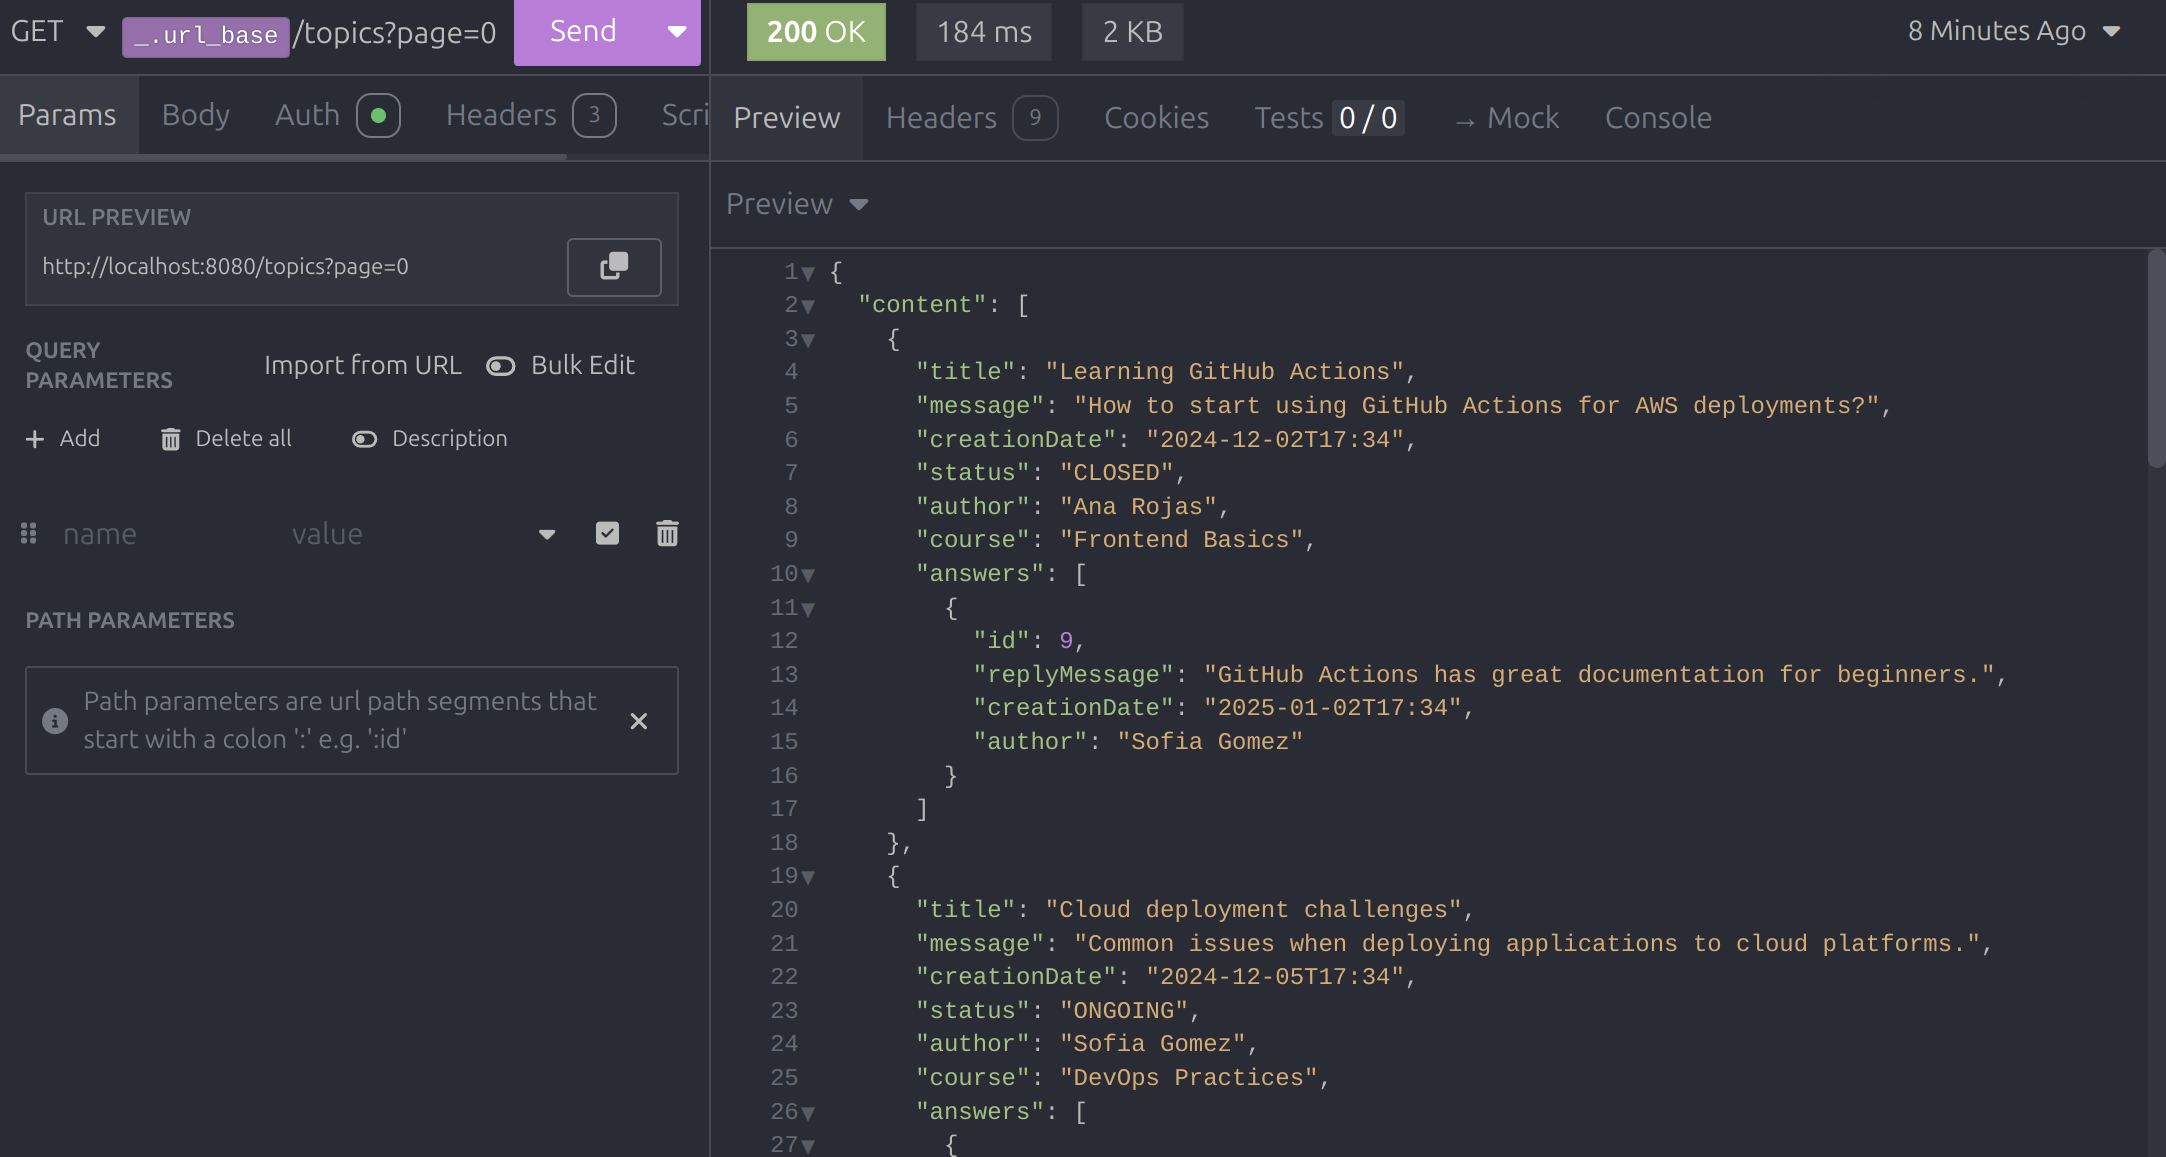 GET _.url_base/topics?page=0 Send 200 OK 184 ms 2 KB 8 Minutes Ago
Params Body Auth Headers 3 Scri Preview Headers 9 Cookies Tests 0/0 → Mock Console
Preview
URL PREVIEW
http://localhost:8080/topics?page=0
QUERY PARAMETERS Import from URL Bulk Edit
+ Add Delete all Description
name value
PATH PARAMETERS
Path parameters are url path segments that
start with a colon ':' e.g. ':id'
1 {
2 "content": [
3 {
4 "title": "Learning GitHub Actions",
5 "message": "How to start using GitHub Actions for AWS deployments?",
6 "creationDate": "2024-12-02T17:34",
7 "status": "CLOSED",
8 "author": "Ana Rojas",
9 "course": "Frontend Basics",
10 "answers": [
11 {
12 "id": 9,
13 "replyMessage": "GitHub Actions has great documentation for beginners.",
14 "creationDate": "2025-01-02T17:34",
15 "author": "Sofia Gomez"
16 }
17 ]
18 },
19 {
20 "title": "Cloud deployment challenges",
21 "message": "Common issues when deploying applications to cloud platforms.",
22 "creationDate": "2024-12-05T17:34",
23 "status": "ONGOING",
24 "author": "Sofia Gomez",
25 "course": "DevOps Practices",
26 "answers": [
27 {